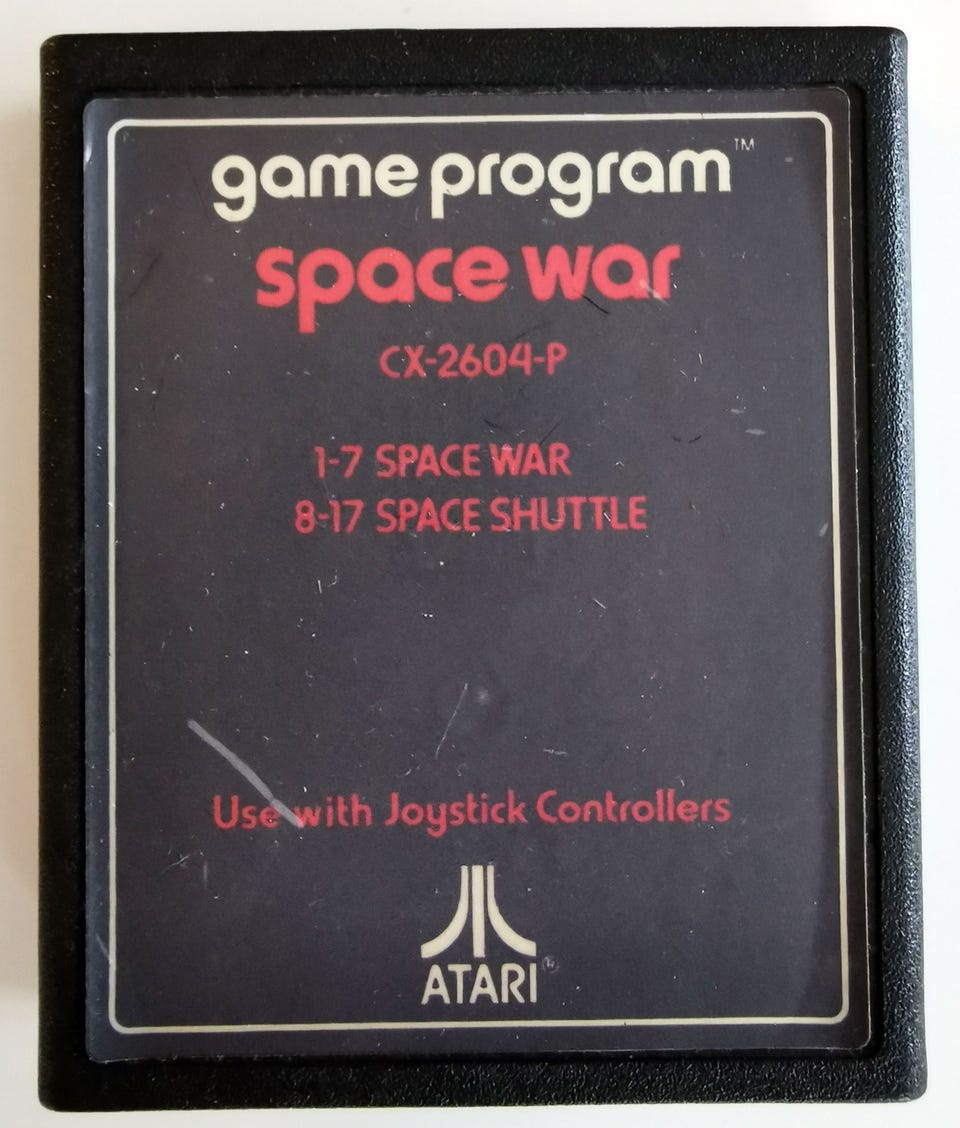 game program™
space war
CX-2604-P
1-7 SPACE WAR
8-17 SPACE SHUTTLE
Use with Joystick Controllers
ATARI®